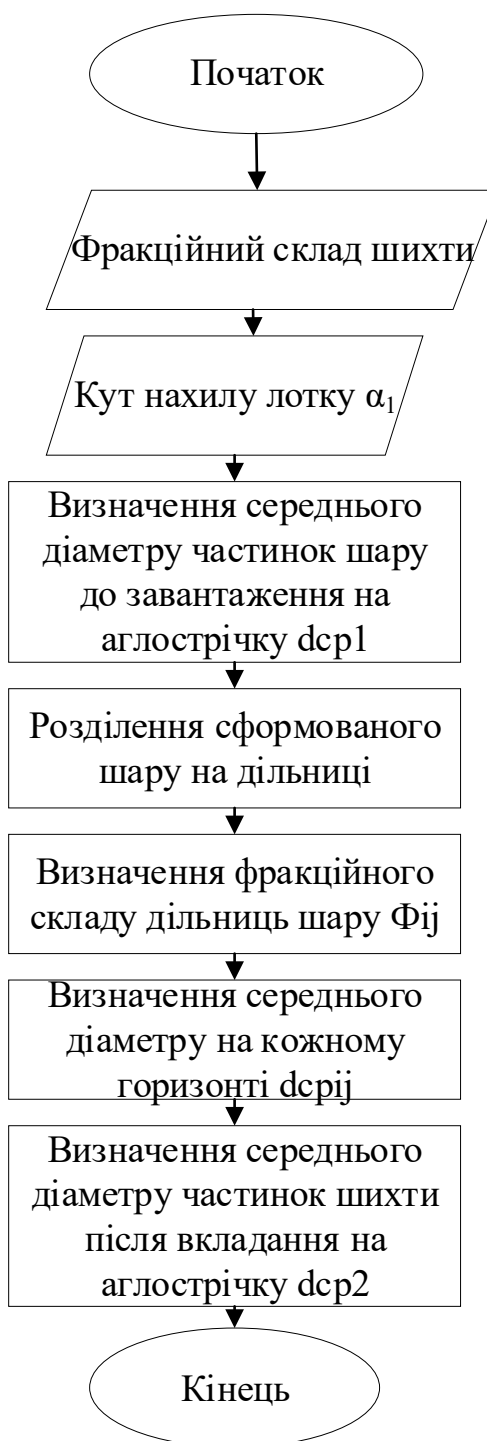 Початок
Фракційний склад шихти
Кут нахилу лотку α₁
Визначення середнього
діаметру частинок шару
до завантаження на
аглострічку dcp1
Розділення сформованого
шару на дільниці
Визначення фракційного
складу дільниць шару Фij
Визначення середнього
діаметру на кожному
горизонті dcpij
Визначення середнього
діаметру частинок шихти
після вкладання на
аглострічку dcp2
Кінець